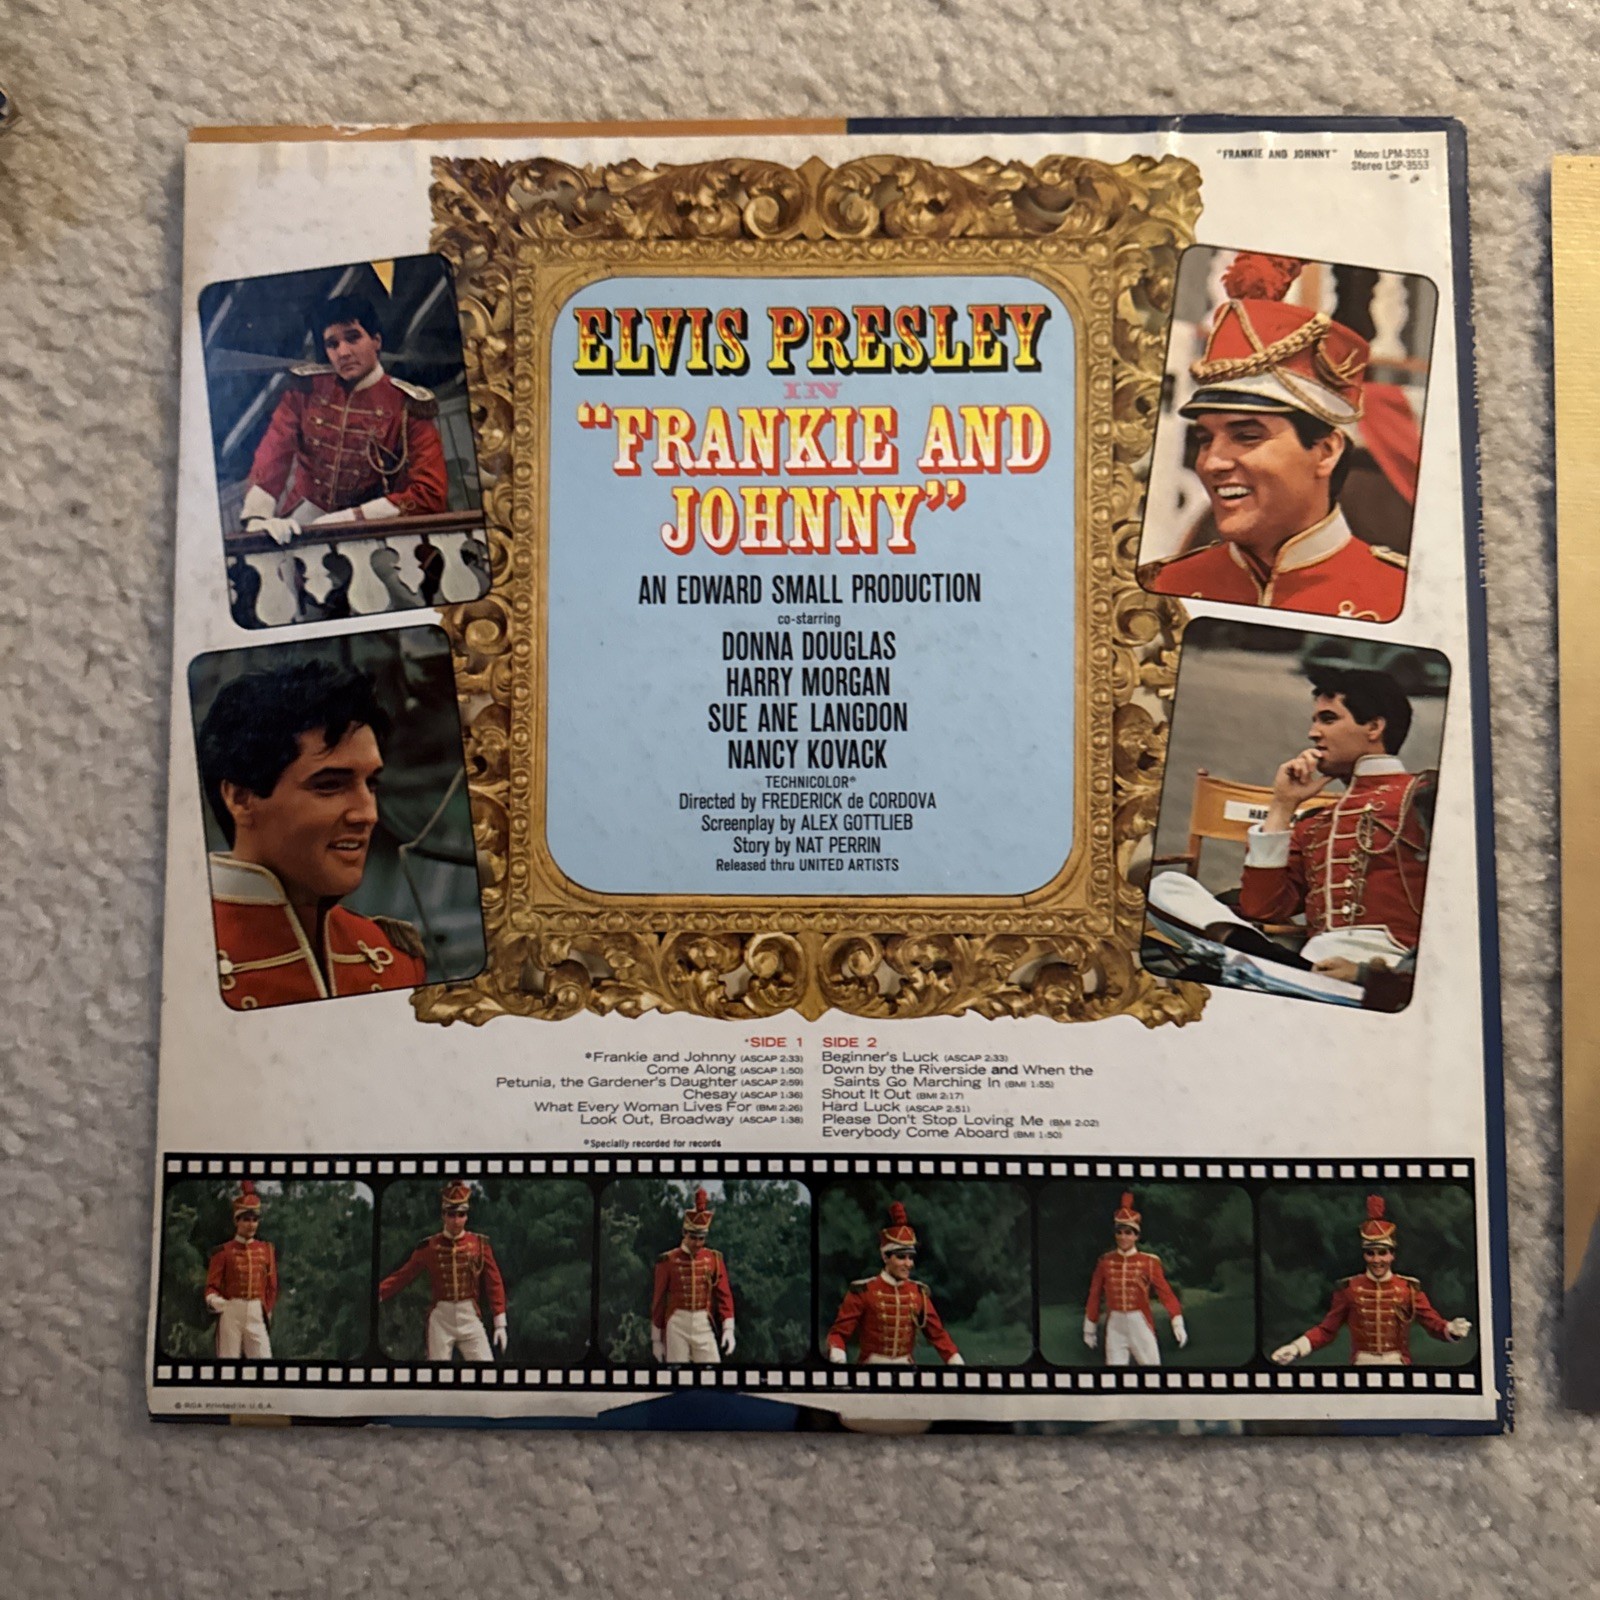 "FRANKIE AND JOHNNY" Mono LPM-3553
Stereo LSP-3553
ELVIS PRESLEY
IN
"FRANKIE AND
JOHNNY"
AN EDWARD SMALL PRODUCTION
co-starring
DONNA DOUGLAS
HARRY MORGAN
SUE ANE LANGDON
NANCY KOVACK
TECHNICOLOR®
Directed by FREDERICK de CORDOVA
Screenplay by ALEX GOTTLIEB
Story by NAT PERRIN
Released thru UNITED ARTISTS
HAR
*SIDE 1
*Frankie and Johnny (ASCAP 2:33)
Come Along (ASCAP 1:50)
Petunia, the Gardener's Daughter (ASCAP 2:59)
Chesay (ASCAP 1:36)
What Every Woman Lives For (BMI 2:26)
Look Out, Broadway (ASCAP 1:38)
SIDE 2
Beginner's Luck (ASCAP 2:33)
Down by the Riverside and When the
Saints Go Marching In (BMI 1:55)
Shout It Out (BMI 2:17)
Hard Luck (ASCAP 2:51)
Please Don't Stop Loving Me (BMI 2:02)
Everybody Come Aboard (BMI 1:50)
*Specially recorded for records
© RCA Printed in U.S.A.
ELVIS PRESLEY